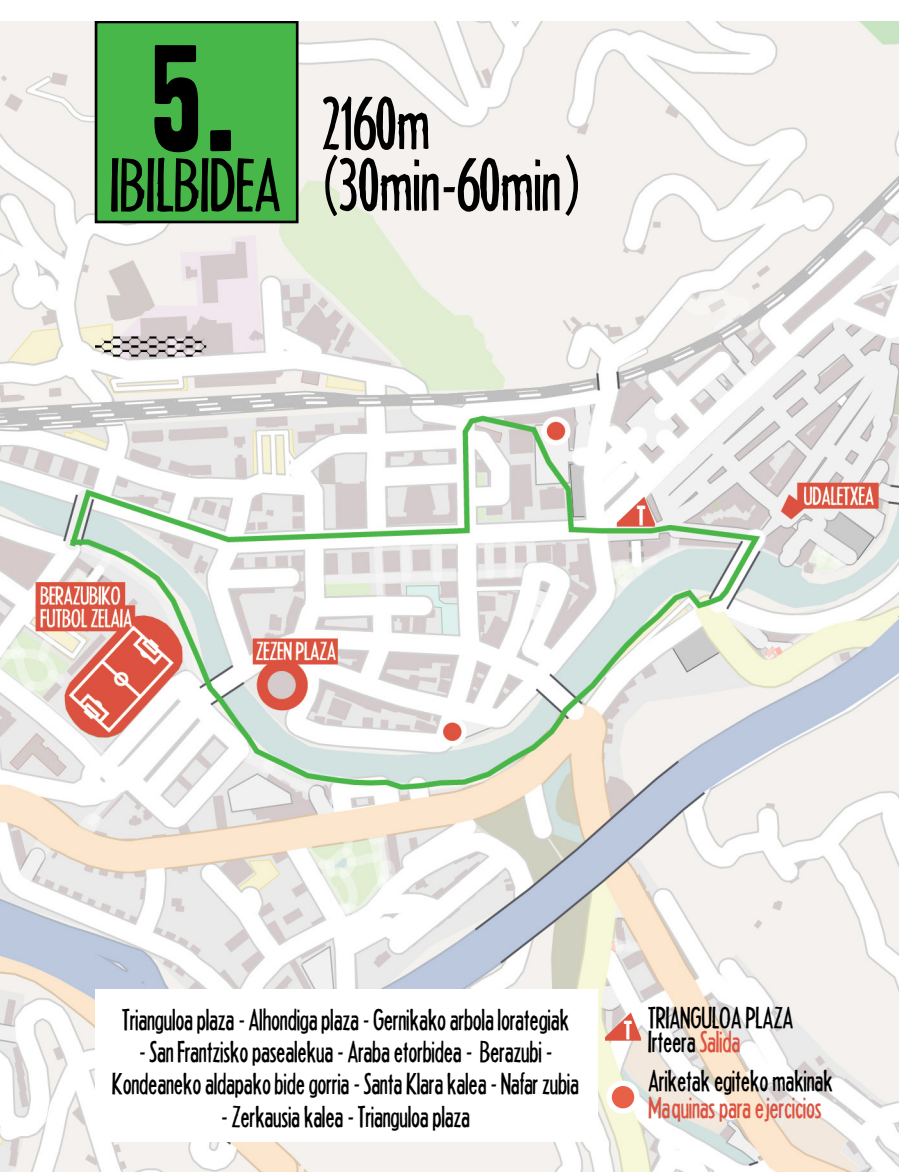 5.
IBILBIDEA
2160m
(30min-60min)
UDALETXEA
T
BERAZUBIKO
FUTBOL ZELAIA
ZEZEN PLAZA
Trianguloa plaza - Alhondiga plaza - Gernikako arbola lorategiak
- San Frantzisko pasealekua - Araba etorbidea - Berazubi -
Kondeaneko aldapako bide gorria - Santa Klara kalea - Nafar zubia
- Zerkausia kalea - Trianguloa plaza
T
TRIANGULOA PLAZA
Irteera Salida
Ariketak egiteko makinak
Maquinas para ejercicios